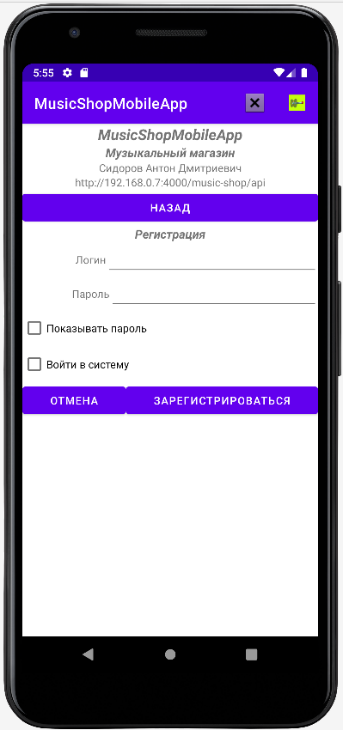 5:55
MusicShopMobileApp
MusicShopMobileApp
Музыкальный магазин
Сидоров Антон Дмитриевич
http://192.168.0.7:4000/music-shop/api
НАЗАД
Регистрация
Логин
Пароль
Показывать пароль
Войти в систему
ОТМЕНА ЗАРЕГИСТРИРОВАТЬСЯ